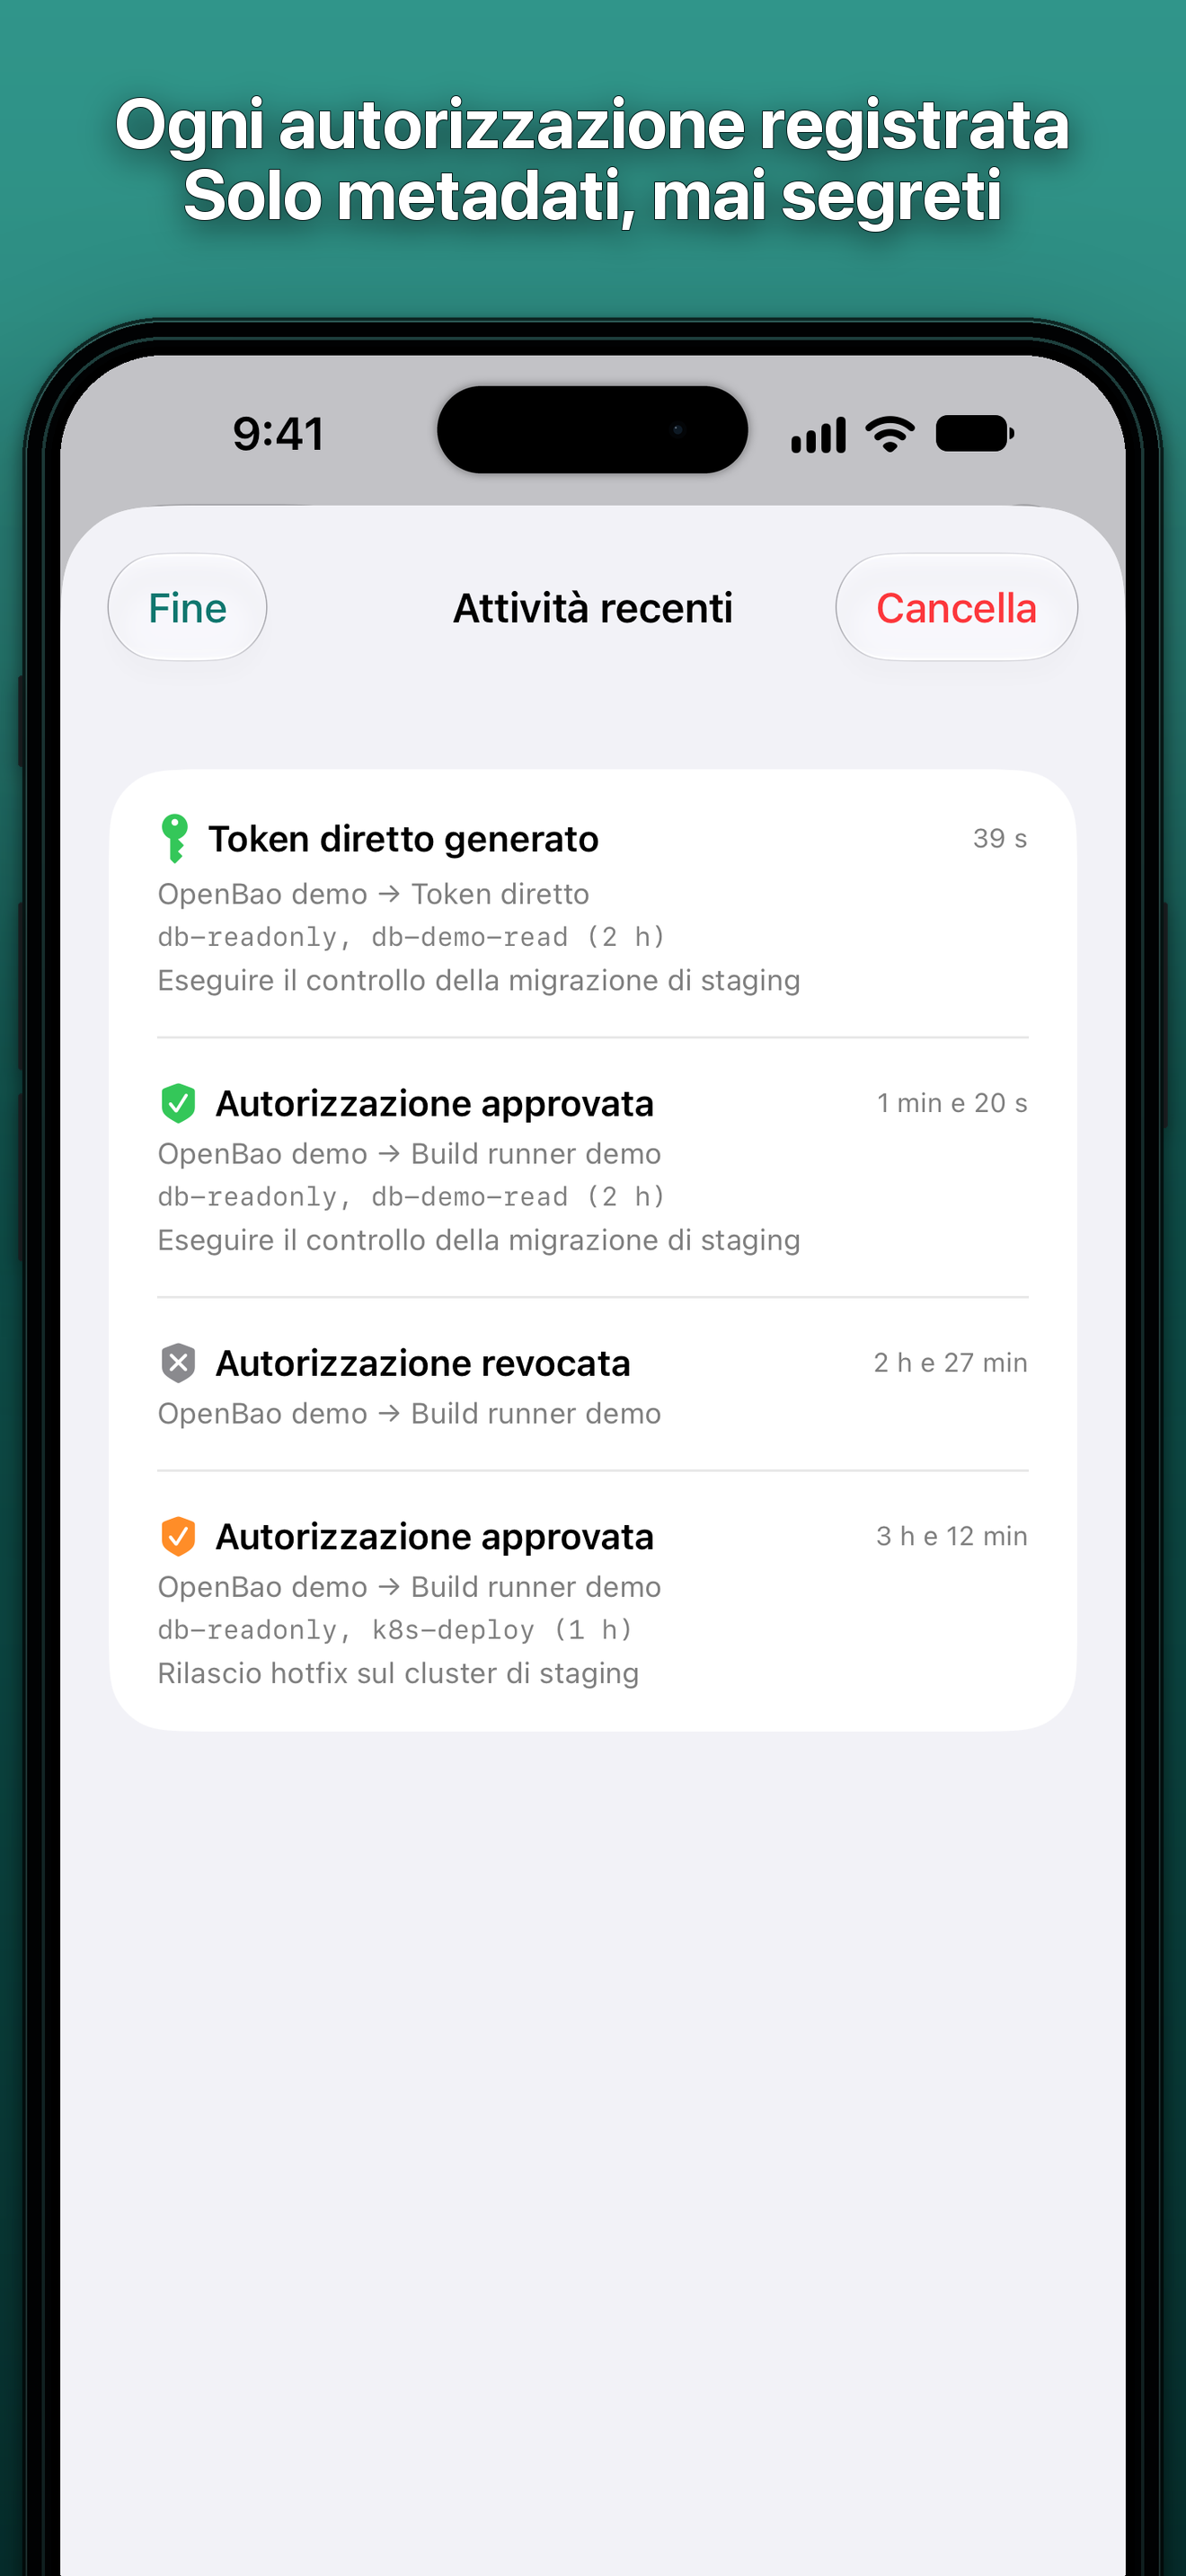 Ogni autorizzazione registrata
Solo metadati, mai segreti
9:41
Fine
Attività recenti
Cancella
Token diretto generato
39 s
OpenBao demo → Token diretto
db-readonly, db-demo-read (2 h)
Eseguire il controllo della migrazione di staging
Autorizzazione approvata
1 min e 20 s
OpenBao demo → Build runner demo
db-readonly, db-demo-read (2 h)
Eseguire il controllo della migrazione di staging
Autorizzazione revocata
2 h e 27 min
OpenBao demo → Build runner demo
Autorizzazione approvata
3 h e 12 min
OpenBao demo → Build runner demo
db-readonly, k8s-deploy (1 h)
Rilascio hotfix sul cluster di staging